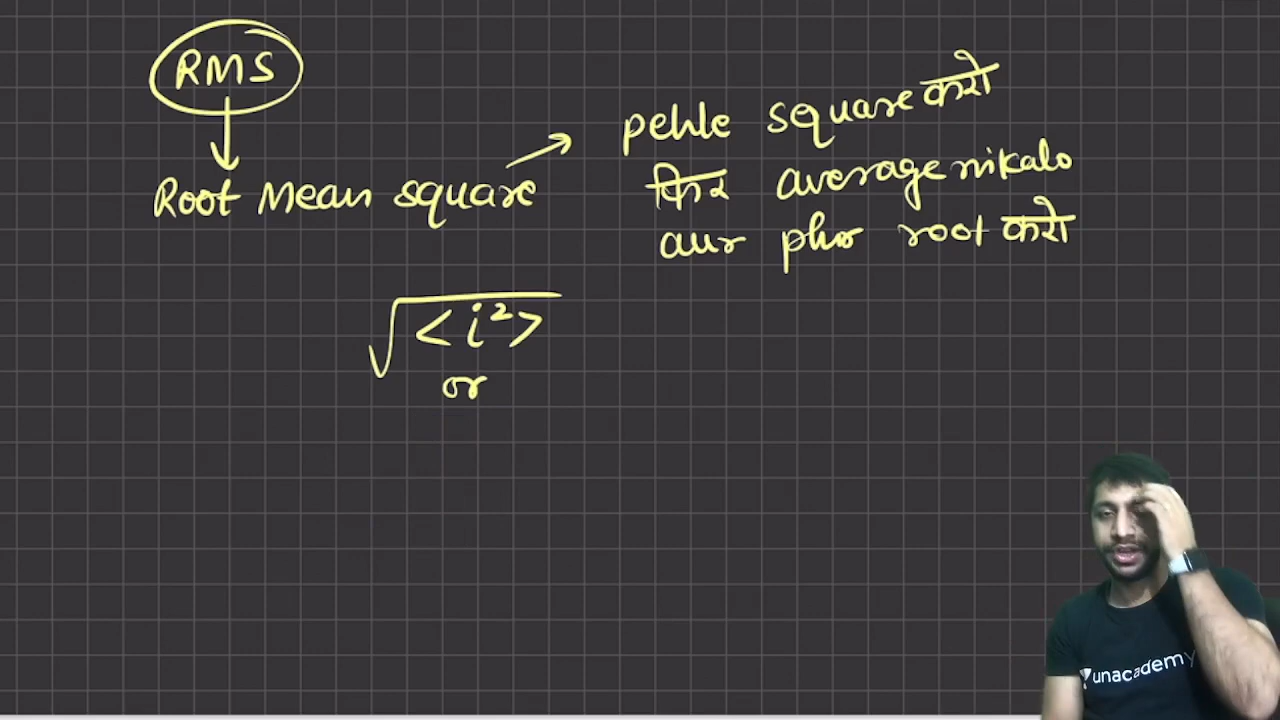 RMS
Root Mean square
pehle square करो
फिर average nikalo
aur phir root करो
√<i²>
or
unacademy